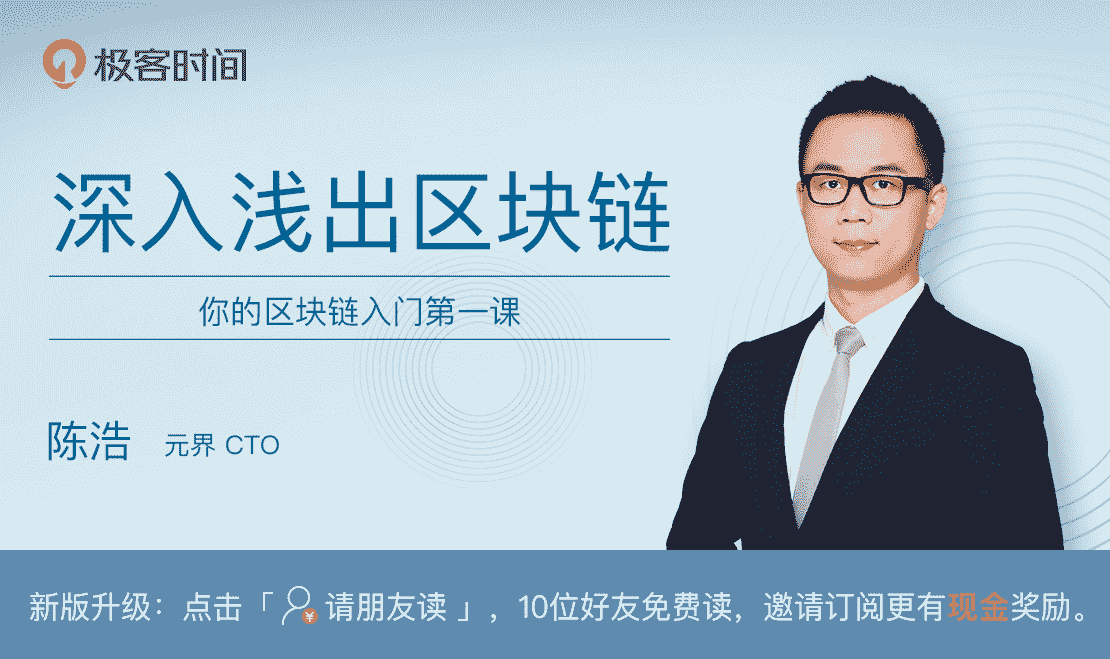 极客时间
深入浅出区块链
你的区块链入门第一课
陈浩 元界 CTO
新版升级：点击「 请朋友读 」，10位好友免费读，邀请订阅更有现金奖励。